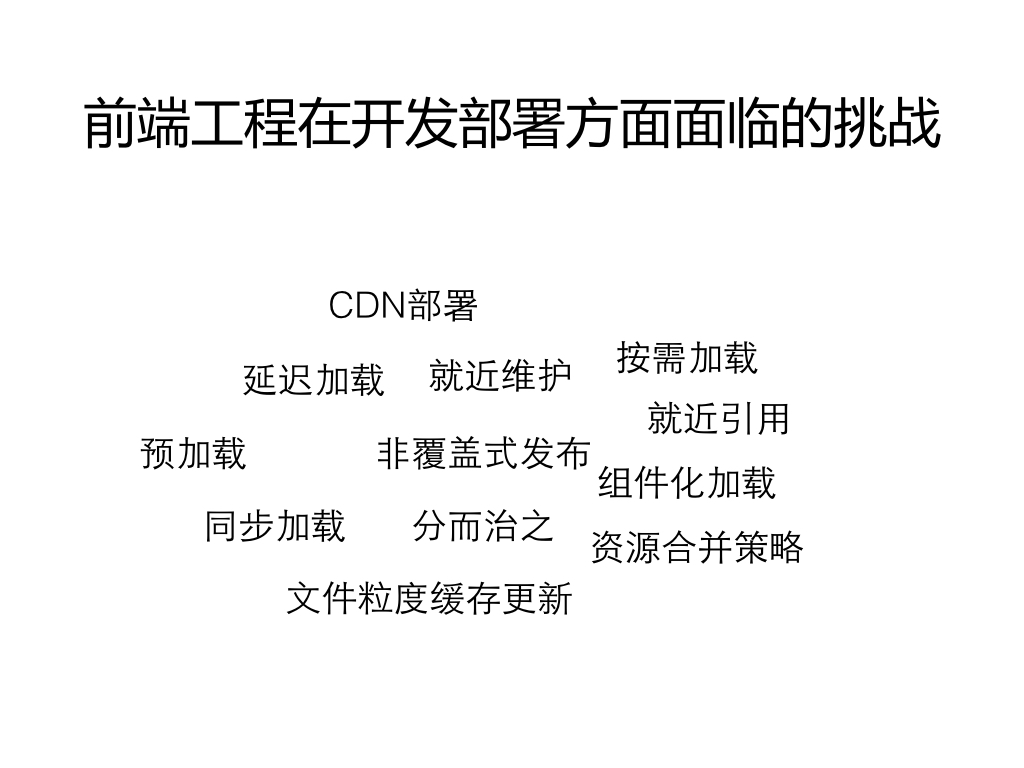 前端工程在开发部署方面面临的挑战
CDN部署
按需加载
延迟加载
就近维护
就近引用
预加载
非覆盖式发布
组件化加载
同步加载
分而治之
资源合并策略
文件粒度缓存更新